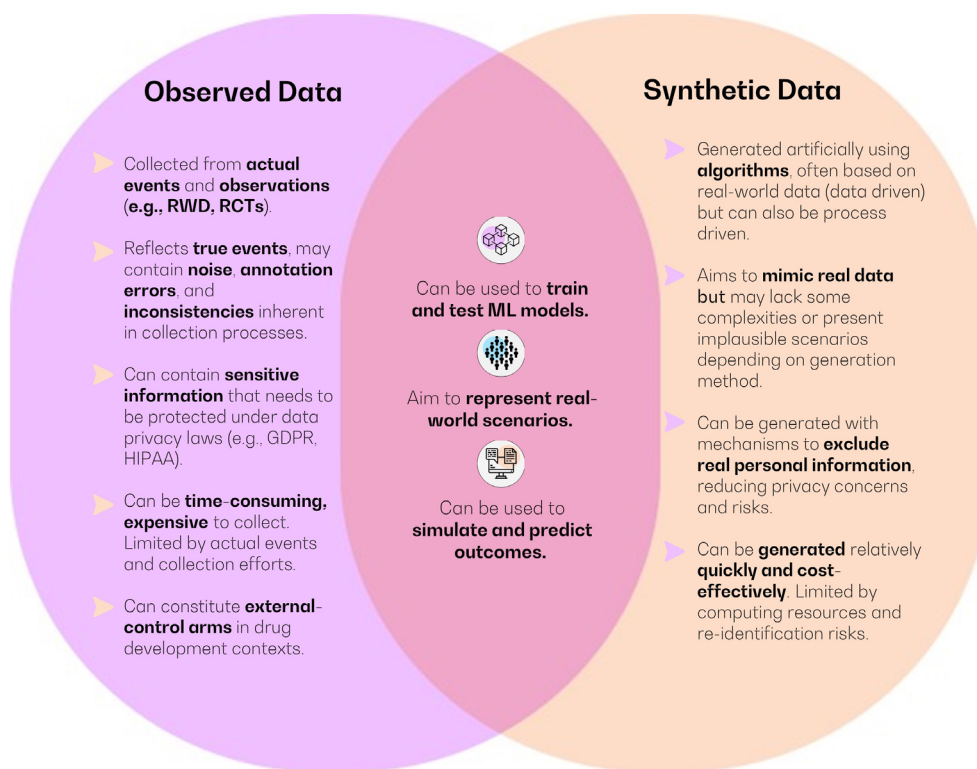 Observed Data
Collected from actual
events and observations
(e.g., RWD, RCTs).
Reflects true events, may
contain noise, annotation
errors, and
inconsistencies inherent
in collection processes.
Can contain sensitive
information that needs to
be protected under data
privacy laws (e.g., GDPR,
HIPAA).
Can be time-consuming,
expensive to collect.
Limited by actual events
and collection efforts.
Can constitute external-
control arms in drug
development contexts.
Can be used to train
and test ML models.
Aim to represent real-
world scenarios.
Can be used to
simulate and predict
outcomes.
Synthetic Data
Generated artificially using
algorithms, often based on
real-world data (data driven)
but can also be process
driven.
Aims to mimic real data
but may lack some
complexities or present
implausible scenarios
depending on generation
method.
Can be generated with
mechanisms to exclude
real personal information,
reducing privacy concerns
and risks.
Can be generated relatively
quickly and cost-
effectively. Limited by
computing resources and
re-identification risks.